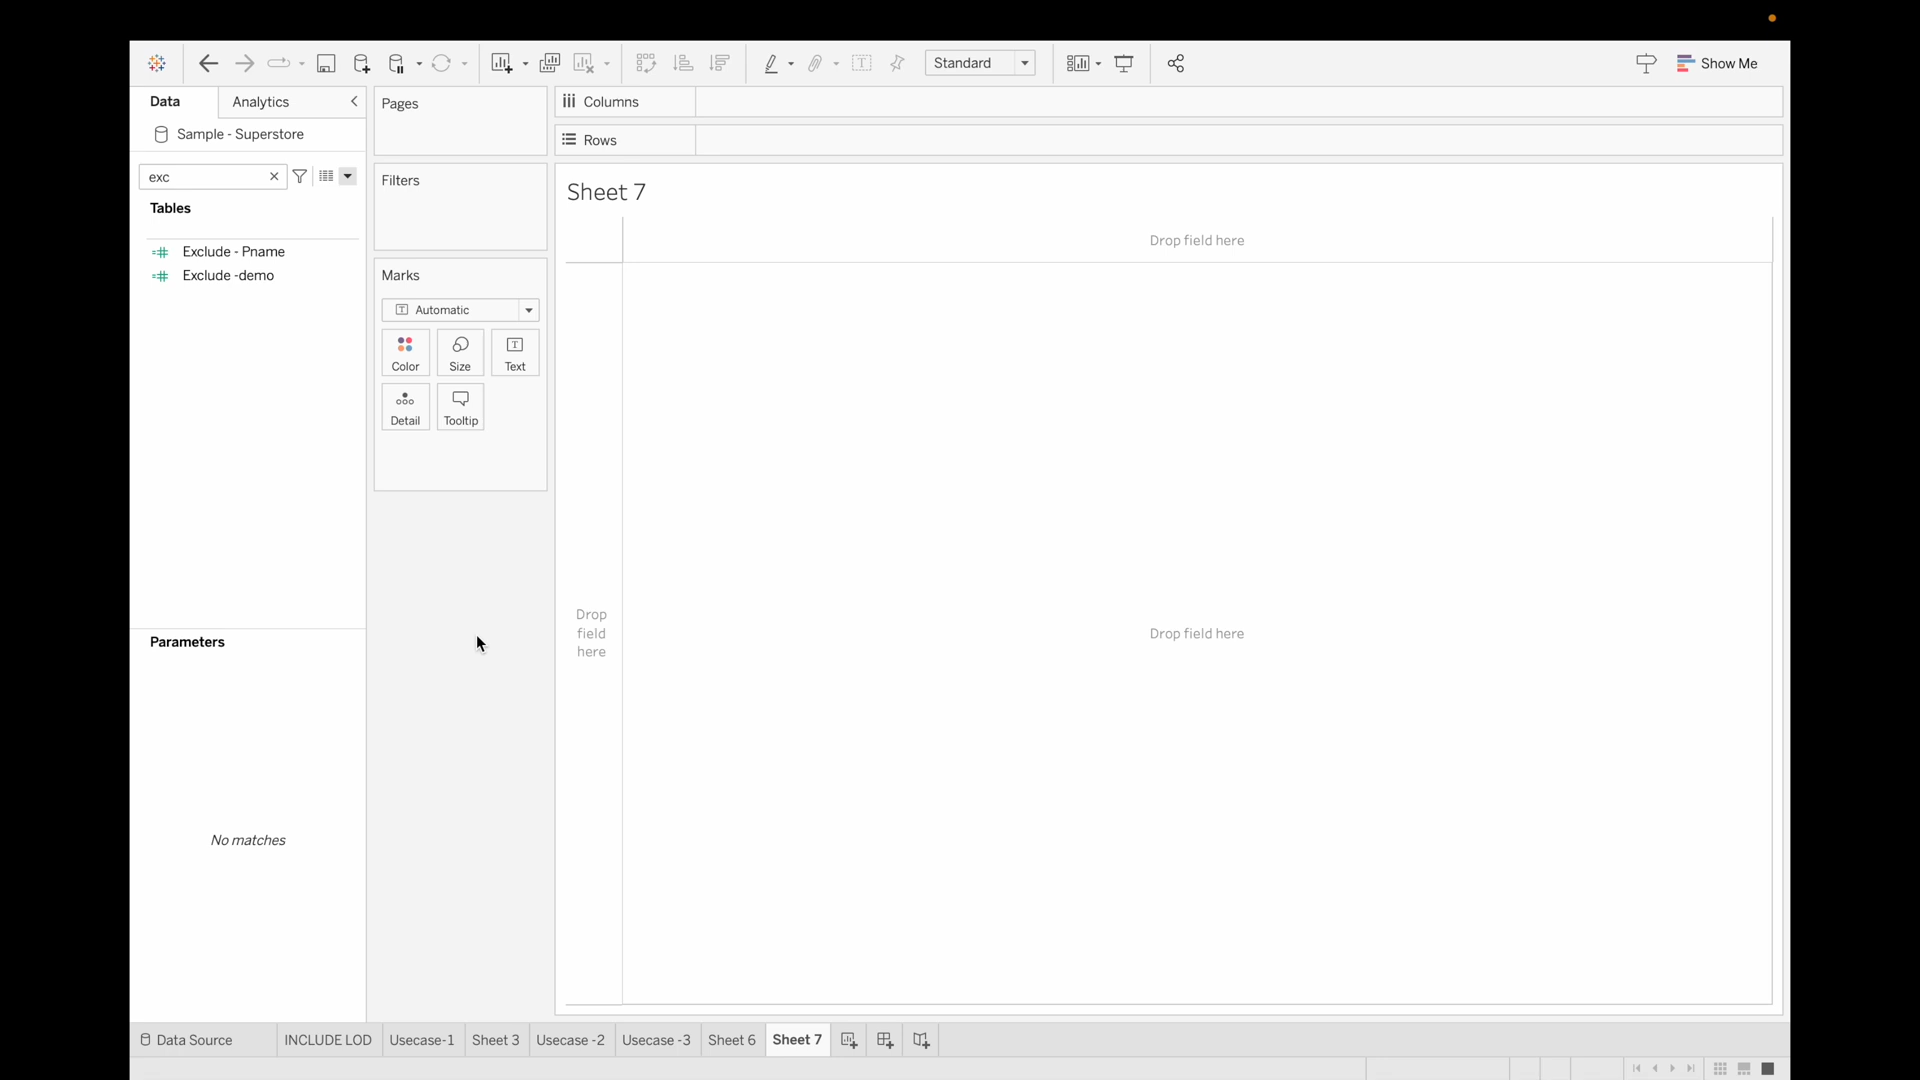 Standard
Show Me
Data
Analytics
Pages
Columns
Sample - Superstore
Rows
exc
Filters
Sheet 7
Tables
Drop field here
Exclude - Pname
Exclude -demo
Marks
Automatic
Color
Size
Text
Detail
Tooltip
Drop
field
here
Drop field here
Parameters
No matches
Data Source
INCLUDE LOD
Usecase-1
Sheet 3
Usecase -2
Usecase -3
Sheet 6
Sheet 7